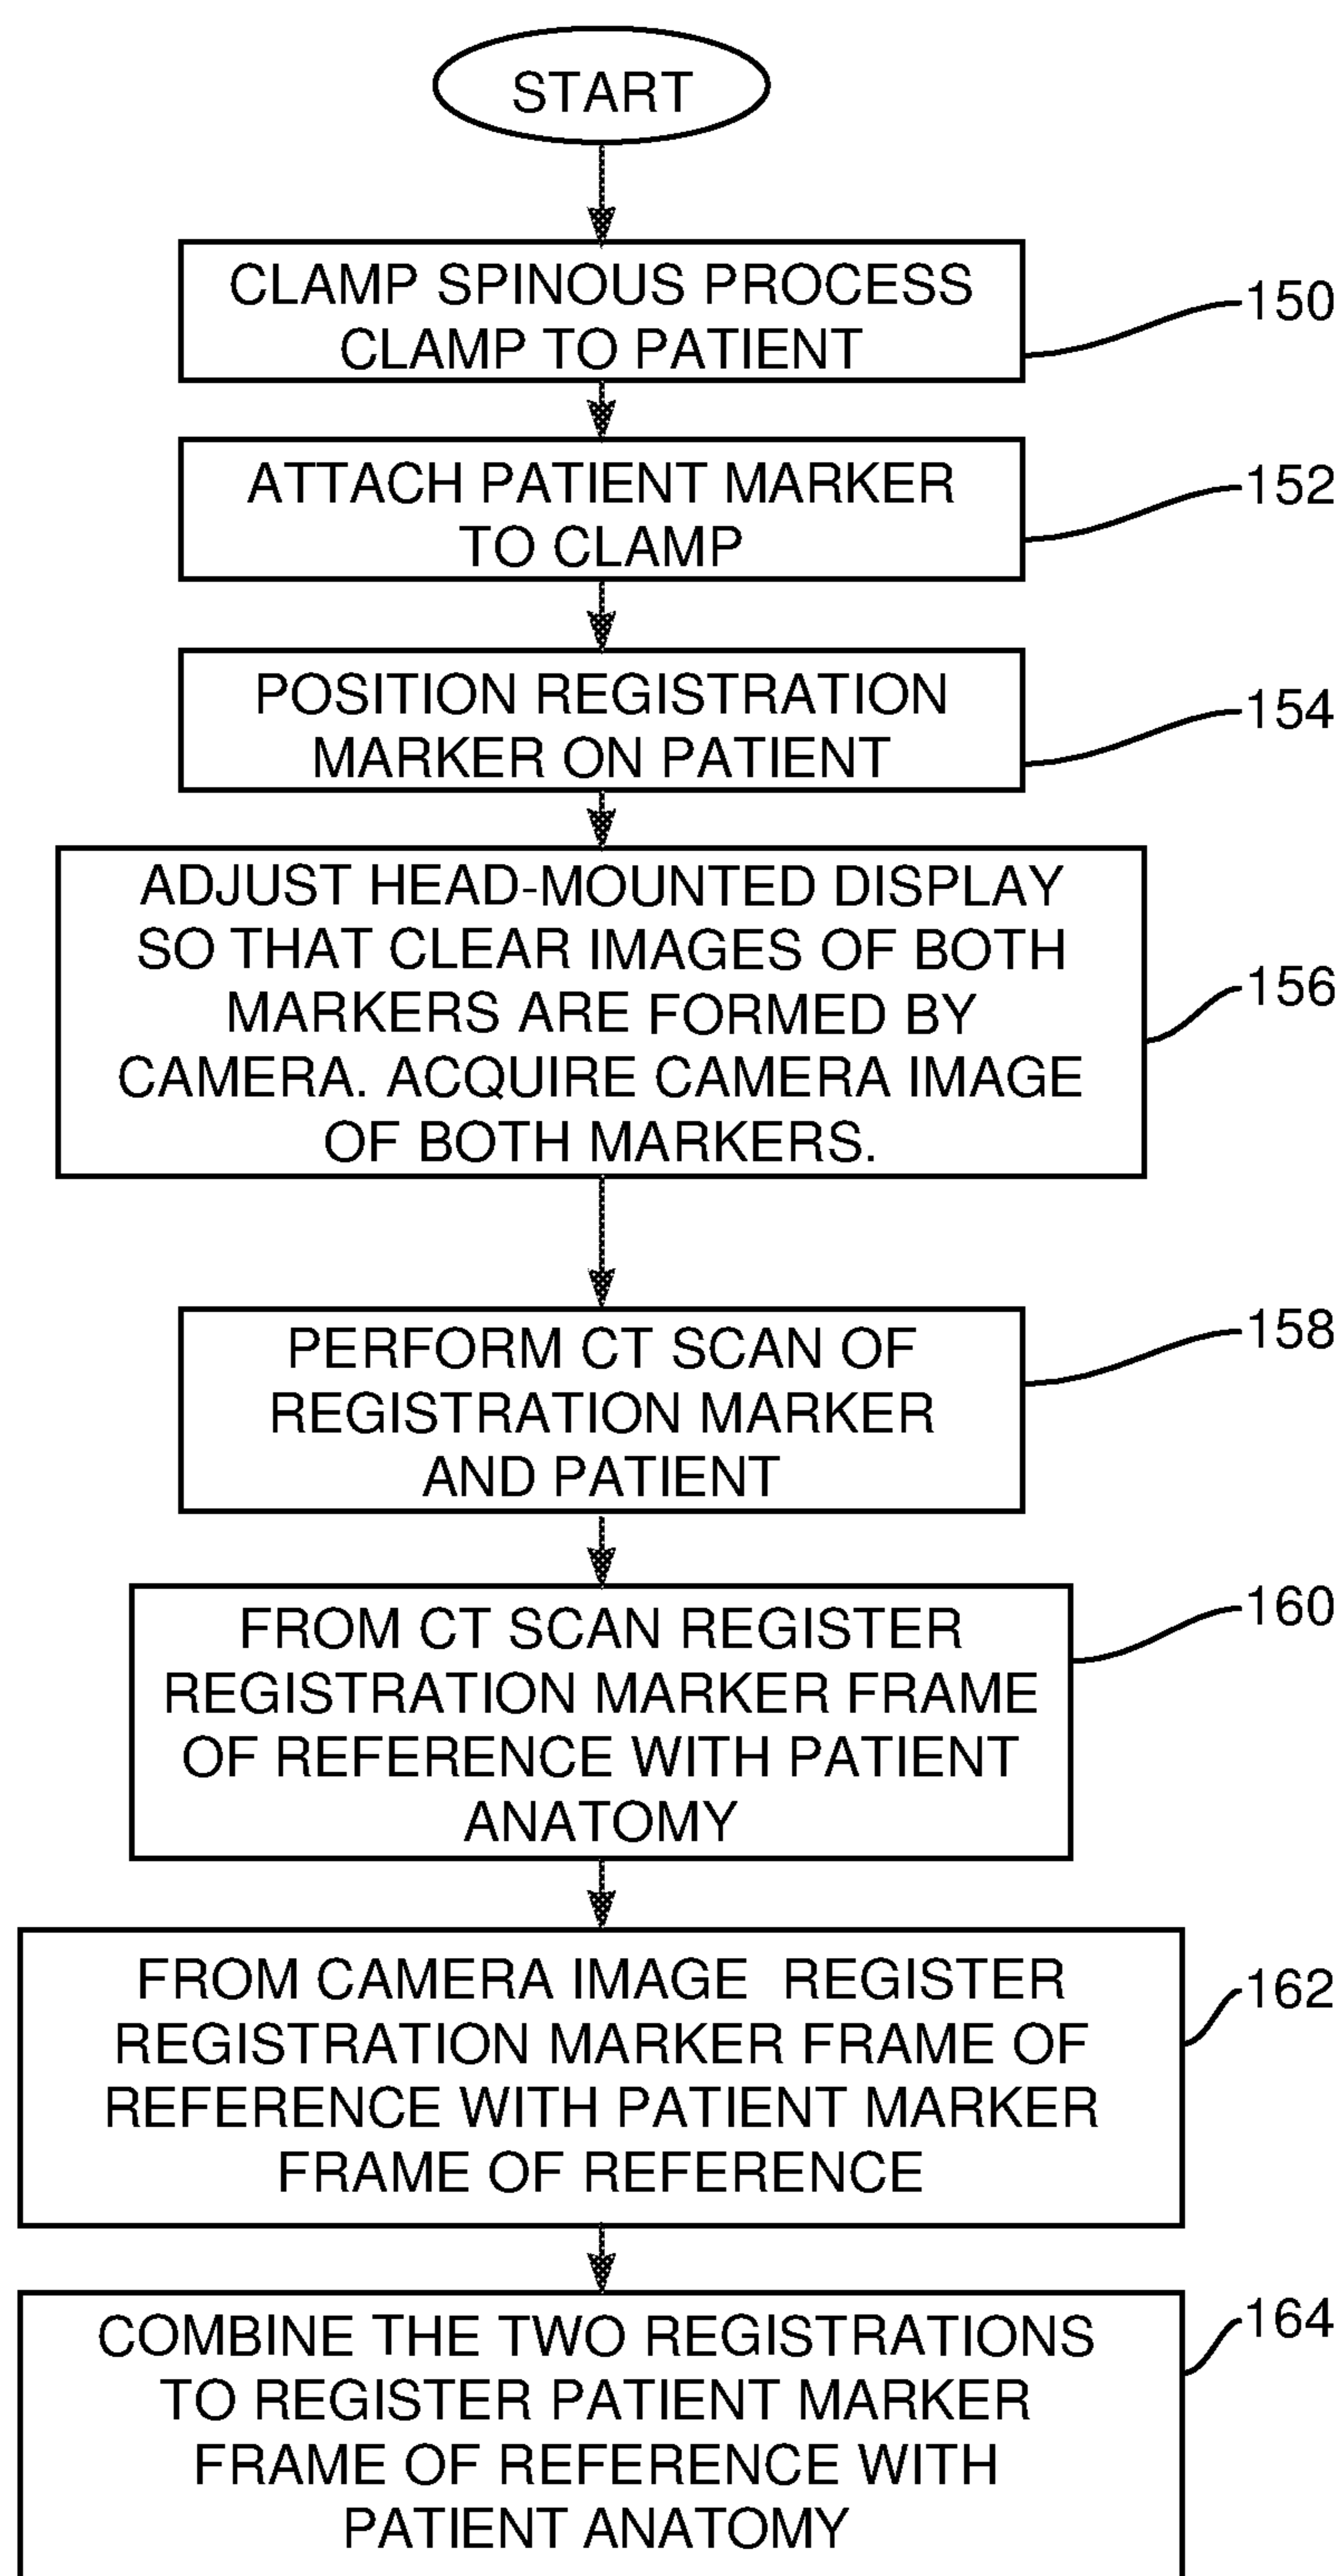 START
CLAMP SPINOUS PROCESS
CLAMP TO PATIENT
150
ATTACH PATIENT MARKER
TO CLAMP
152
POSITION REGISTRATION
MARKER ON PATIENT
154
ADJUST HEAD-MOUNTED DISPLAY
SO THAT CLEAR IMAGES OF BOTH
MARKERS ARE FORMED BY
CAMERA. ACQUIRE CAMERA IMAGE
OF BOTH MARKERS.
156
PERFORM CT SCAN OF
REGISTRATION MARKER
AND PATIENT
158
FROM CT SCAN REGISTER
REGISTRATION MARKER FRAME
OF REFERENCE WITH PATIENT
ANATOMY
160
FROM CAMERA IMAGE  REGISTER
REGISTRATION MARKER FRAME OF
REFERENCE WITH PATIENT MARKER
FRAME OF REFERENCE
162
COMBINE THE TWO REGISTRATIONS
TO REGISTER PATIENT MARKER
FRAME OF REFERENCE WITH
PATIENT ANATOMY
164